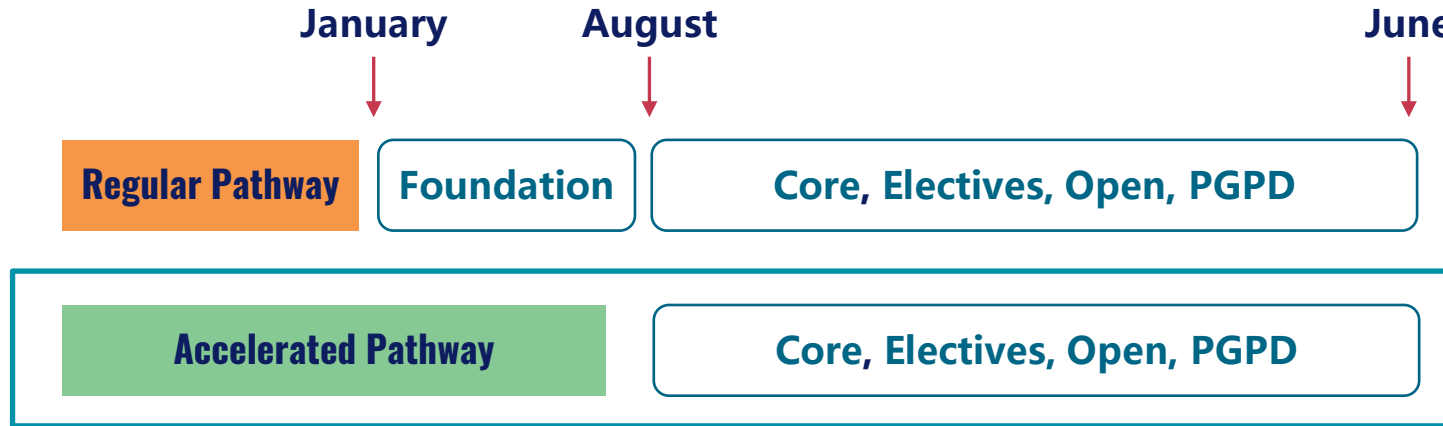 January August June
Regular Pathway Foundation Core, Electives, Open, PGPD
Accelerated Pathway Core, Electives, Open, PGPD